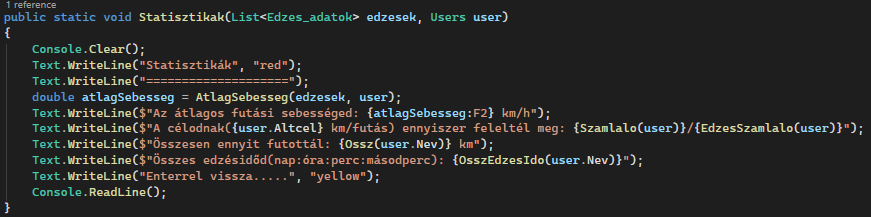 1 reference
public static void Statisztikak(List<Edzes_adatok> edzesek, Users user)
{
Console.Clear();
Text.WriteLine("Statisztikák", "red");
Text.WriteLine("====================");
double atlagSebesseg = AtlagSebesseg(edzesek, user);
Text.WriteLine($"Az átlagos futási sebességed: {atlagSebesseg:F2} km/h");
Text.WriteLine($"A célodnak({user.Altcel} km/futás) ennyiszer feleltél meg: {Szamlalo(user)}/{EdzesSzamlalo(user)}");
Text.WriteLine($"Összesen ennyit futottál: {Ossz(user.Nev)} km");
Text.WriteLine($"Összes edzésidőd(nap:óra:perc:másodperc): {OsszEdzesIdo(user.Nev)}");
Text.WriteLine("Enterrel vissza.....", "yellow");
Console.ReadLine();
}